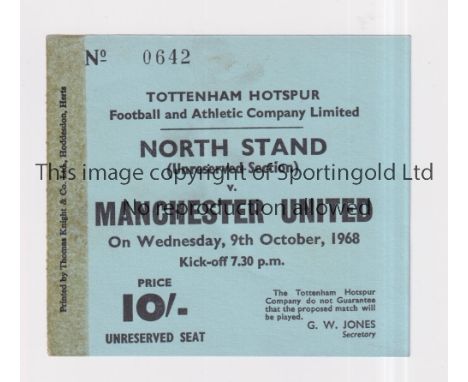 Nº 0642
TOTTENHAM HOTSPUR
Football and Athletic Company Limited
NORTH STAND
(Unreserved Section)
This image copyright of Sportingold Ltd
v.
MANCHESTER UNITED
No reproduction allowed
On Wednesday, 9th October, 1968
Kick-off 7.30 p.m.
PRICE
10/-
UNRESERVED SEAT
The Tottenham Hotspur
Company do not Guarantee
that the proposed match will
be played.
G. W. JONES
Secretary
Printed by Thomas Knight & Co. Ltd., Hoddesdon, Herts